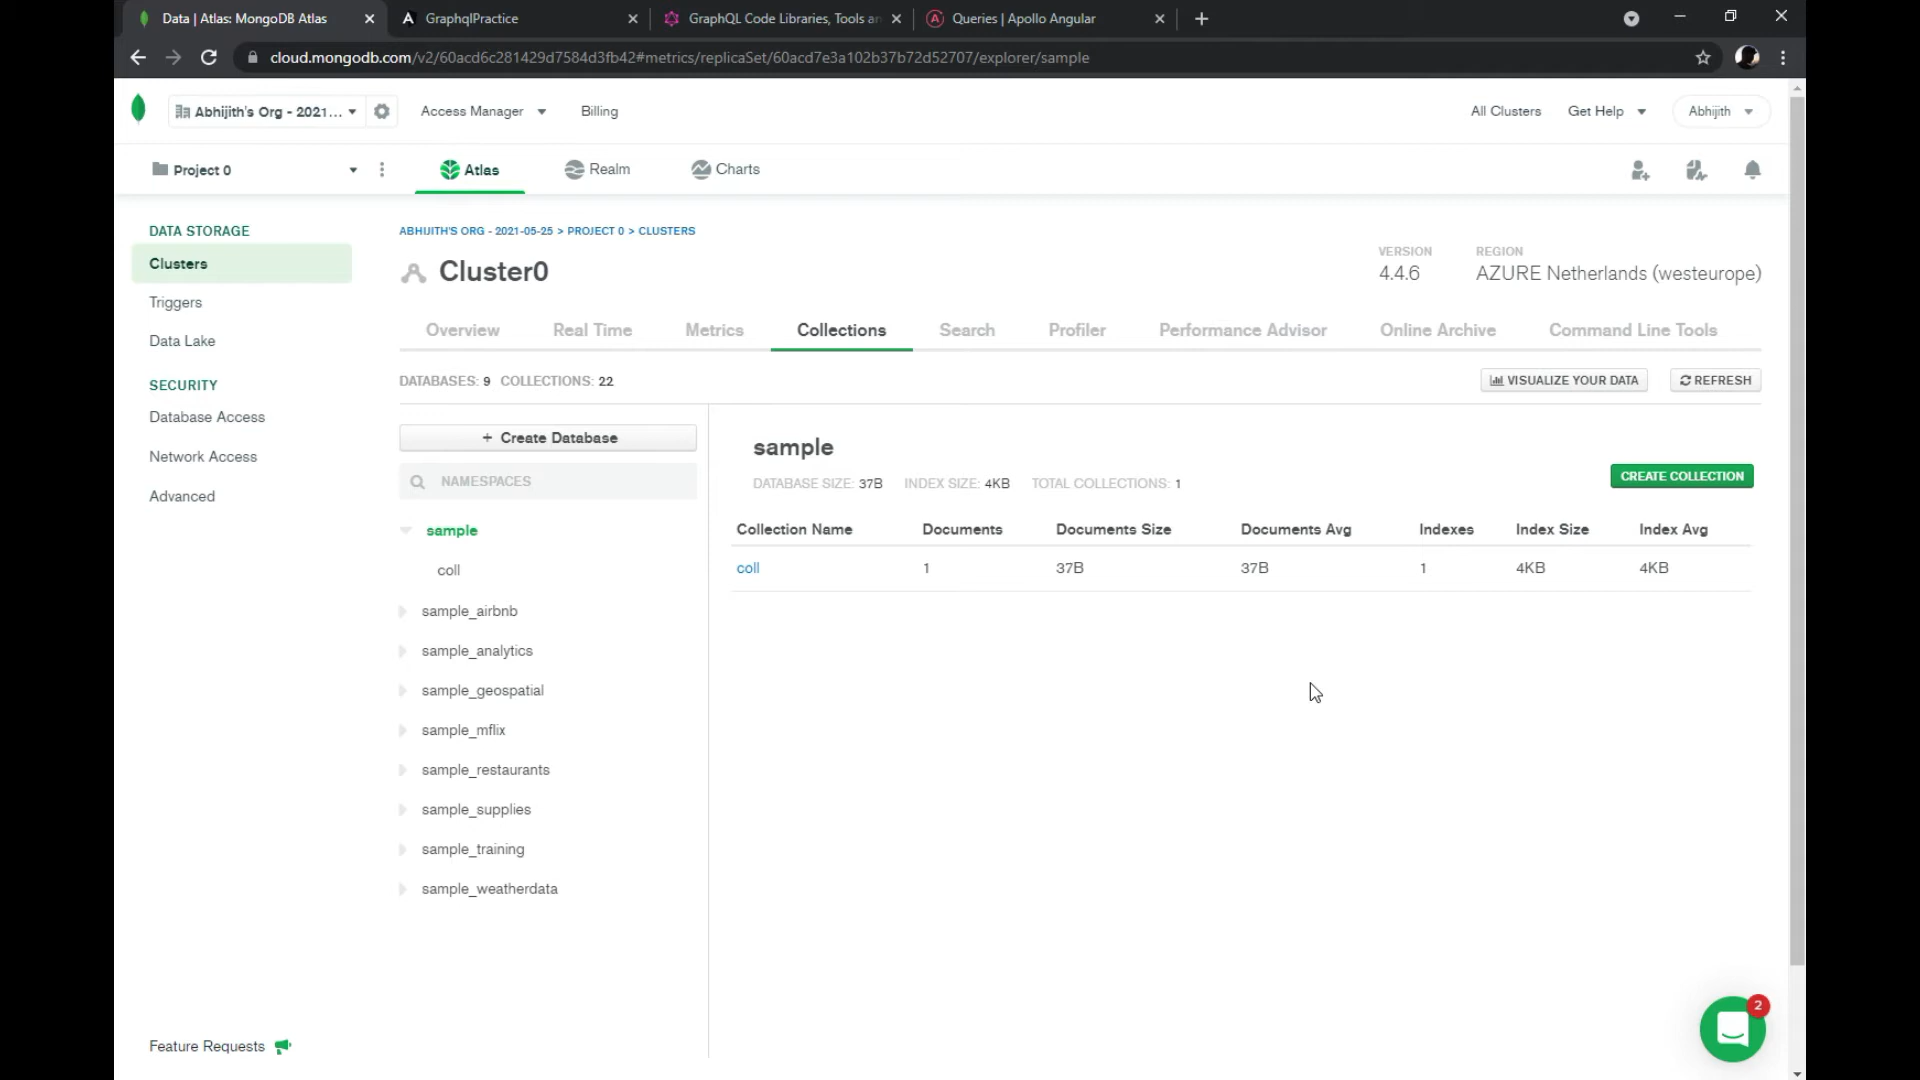 Data | Atlas: MongoDB Atlas
GraphqlPractice
GraphQL Code Libraries, Tools an
Queries | Apollo Angular
cloud.mongodb.com/v2/60acd6c281429d7584d3fb42#metrics/replicaSet/60acd7e3a102b37b72d52707/explorer/sample
Abhijith's Org - 2021...
Access Manager
Billing
All Clusters
Get Help
Abhijith
Project 0
Atlas
Realm
Charts
DATA STORAGE
Clusters
Triggers
Data Lake
SECURITY
Database Access
Network Access
Advanced
Feature Requests
ABHIJITH'S ORG - 2021-05-25 > PROJECT 0 > CLUSTERS
Cluster0
VERSION
4.4.6
REGION
AZURE Netherlands (westeurope)
Overview
Real Time
Metrics
Collections
Search
Profiler
Performance Advisor
Online Archive
Command Line Tools
DATABASES: 9 COLLECTIONS: 22
VISUALIZE YOUR DATA
REFRESH
+ Create Database
NAMESPACES
sample
coll
sample_airbnb
sample_analytics
sample_geospatial
sample_mflix
sample_restaurants
sample_supplies
sample_training
sample_weatherdata
sample
DATABASE SIZE: 37B INDEX SIZE: 4KB TOTAL COLLECTIONS: 1
CREATE COLLECTION
Collection Name Documents Documents Size Documents Avg Indexes Index Size Index Avg
coll 1 37B 37B 1 4KB 4KB
2